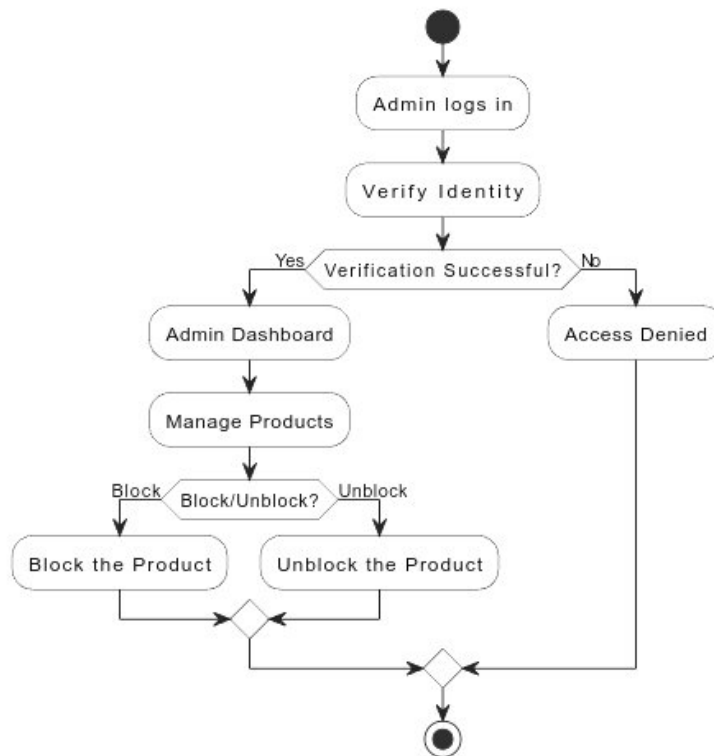 Admin logs in
Verify Identity
Yes
Verification Successful?
No
Admin Dashboard
Access Denied
Manage Products
Block
Block/Unblock?
Unblock
Block the Product
Unblock the Product